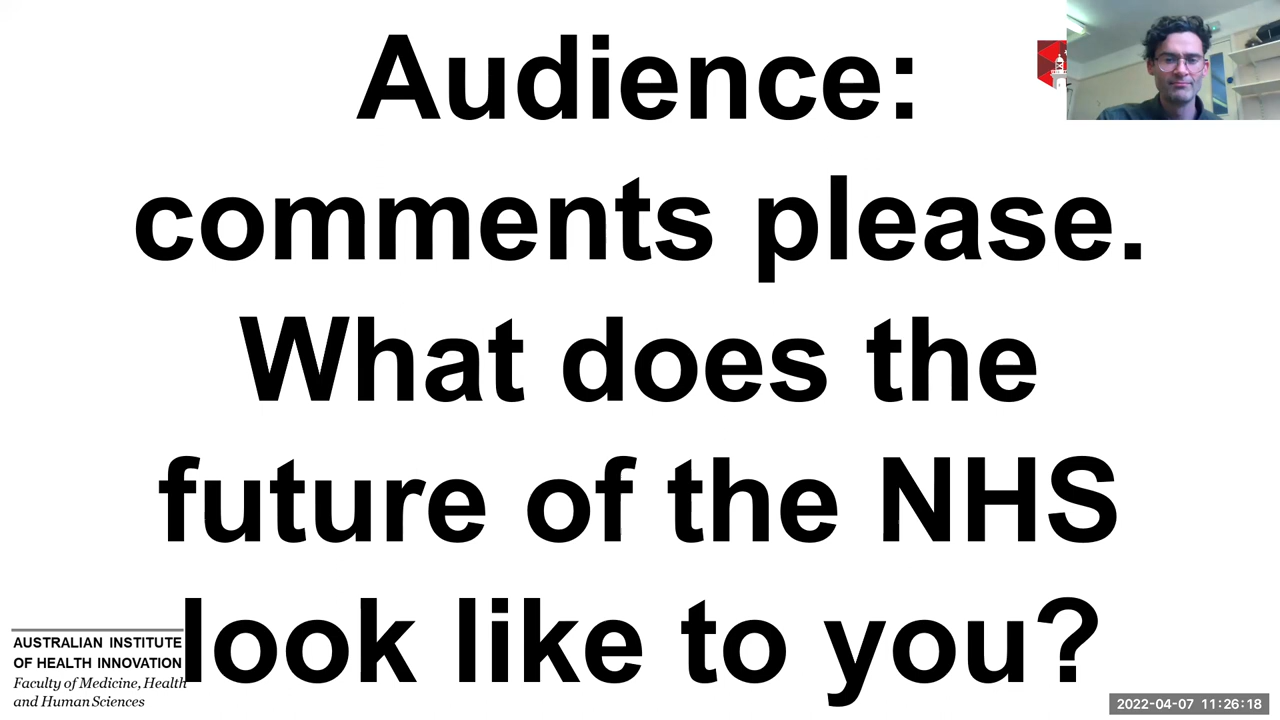 Audience:
comments please.
What does the
future of the NHS
look like to you?
AUSTRALIAN INSTITUTE
OF HEALTH INNOVATION
Faculty of Medicine, Health
and Human Sciences
2022-04-07 11:26:18